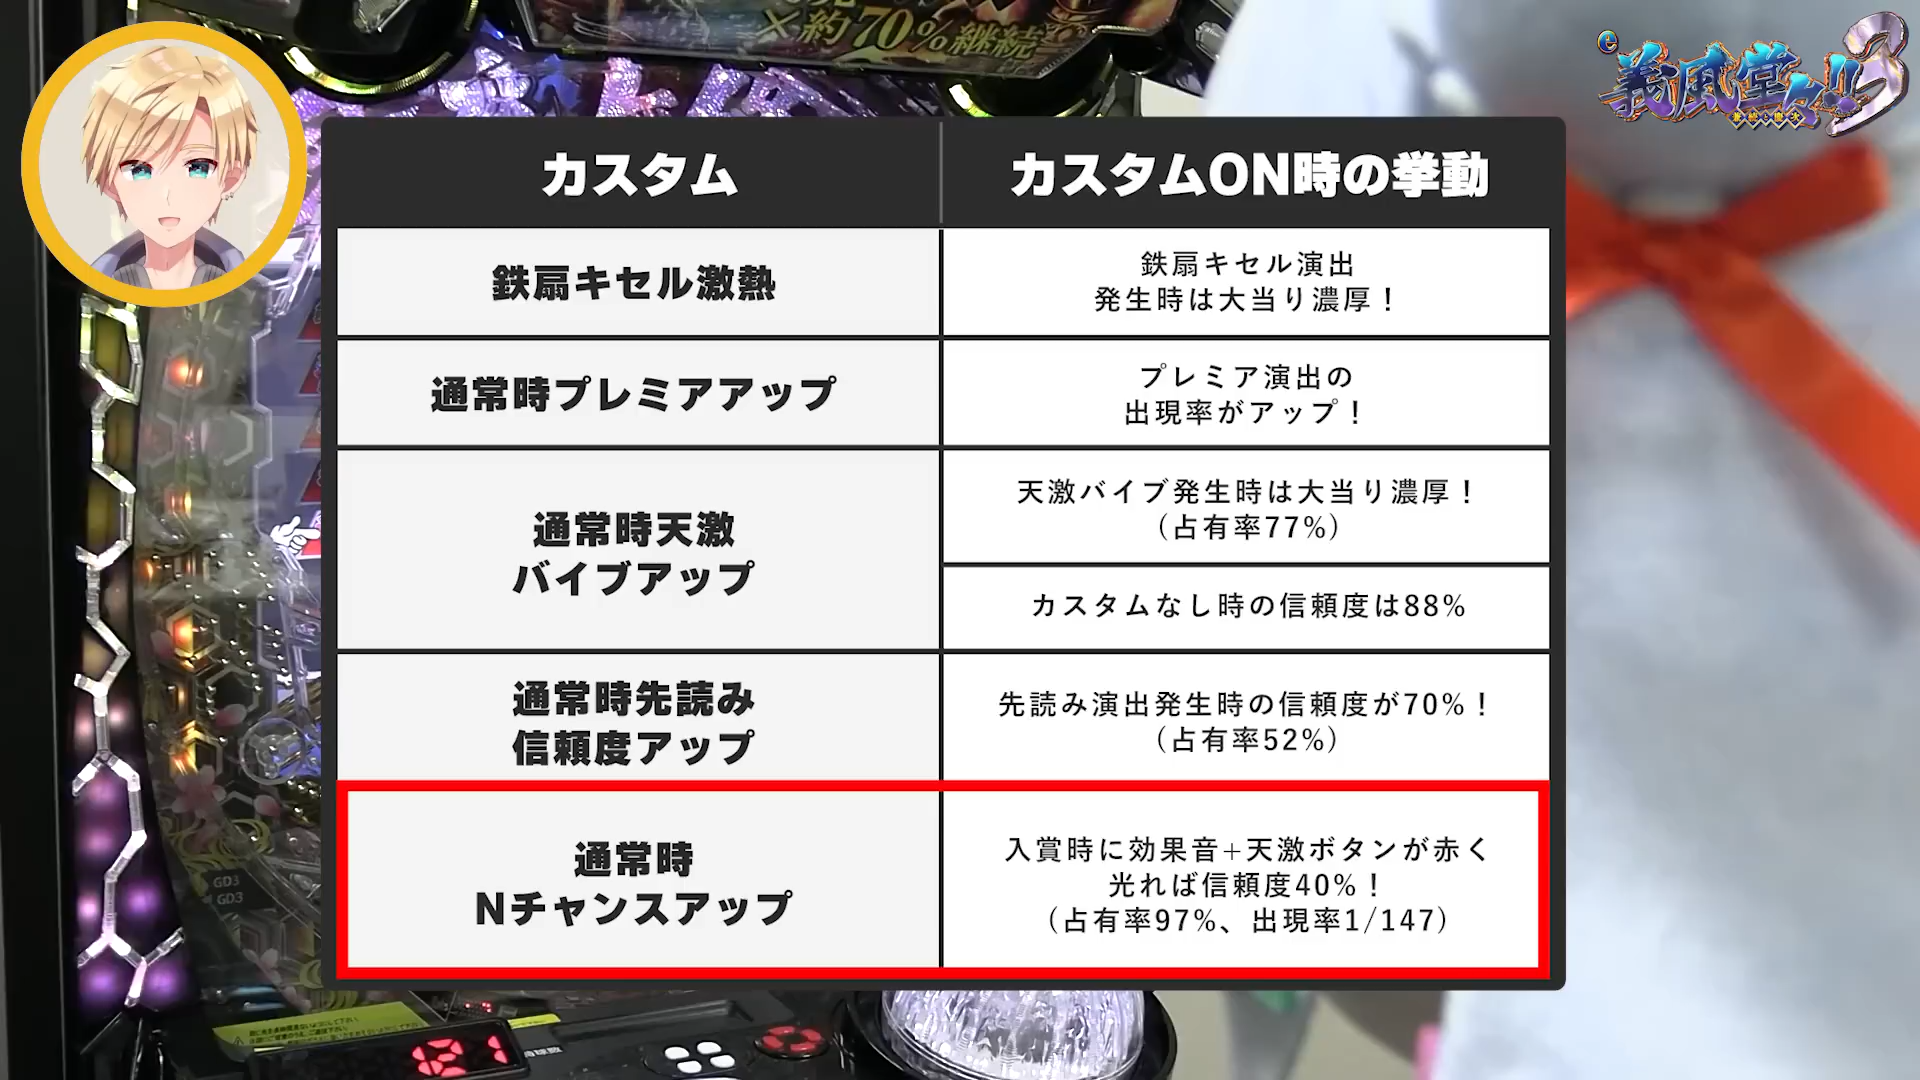 ×約70%継続
e義風堂々!!3
兼続と慶次
カスタム
カスタムON時の挙動
鉄扇キセル激熱
鉄扇キセル演出
発生時は大当り濃厚！
通常時プレミアアップ
プレミア演出の
出現率がアップ！
通常時天激
バイブアップ
天激バイブ発生時は大当り濃厚！
（占有率77%）
カスタムなし時の信頼度は88%
通常時先読み
信頼度アップ
先読み演出発生時の信頼度が70%！
（占有率52%）
通常時
Nチャンスアップ
入賞時に効果音+天激ボタンが赤く
光れば信頼度40%！
（占有率97%、出現率1/147）
GD3
GD3